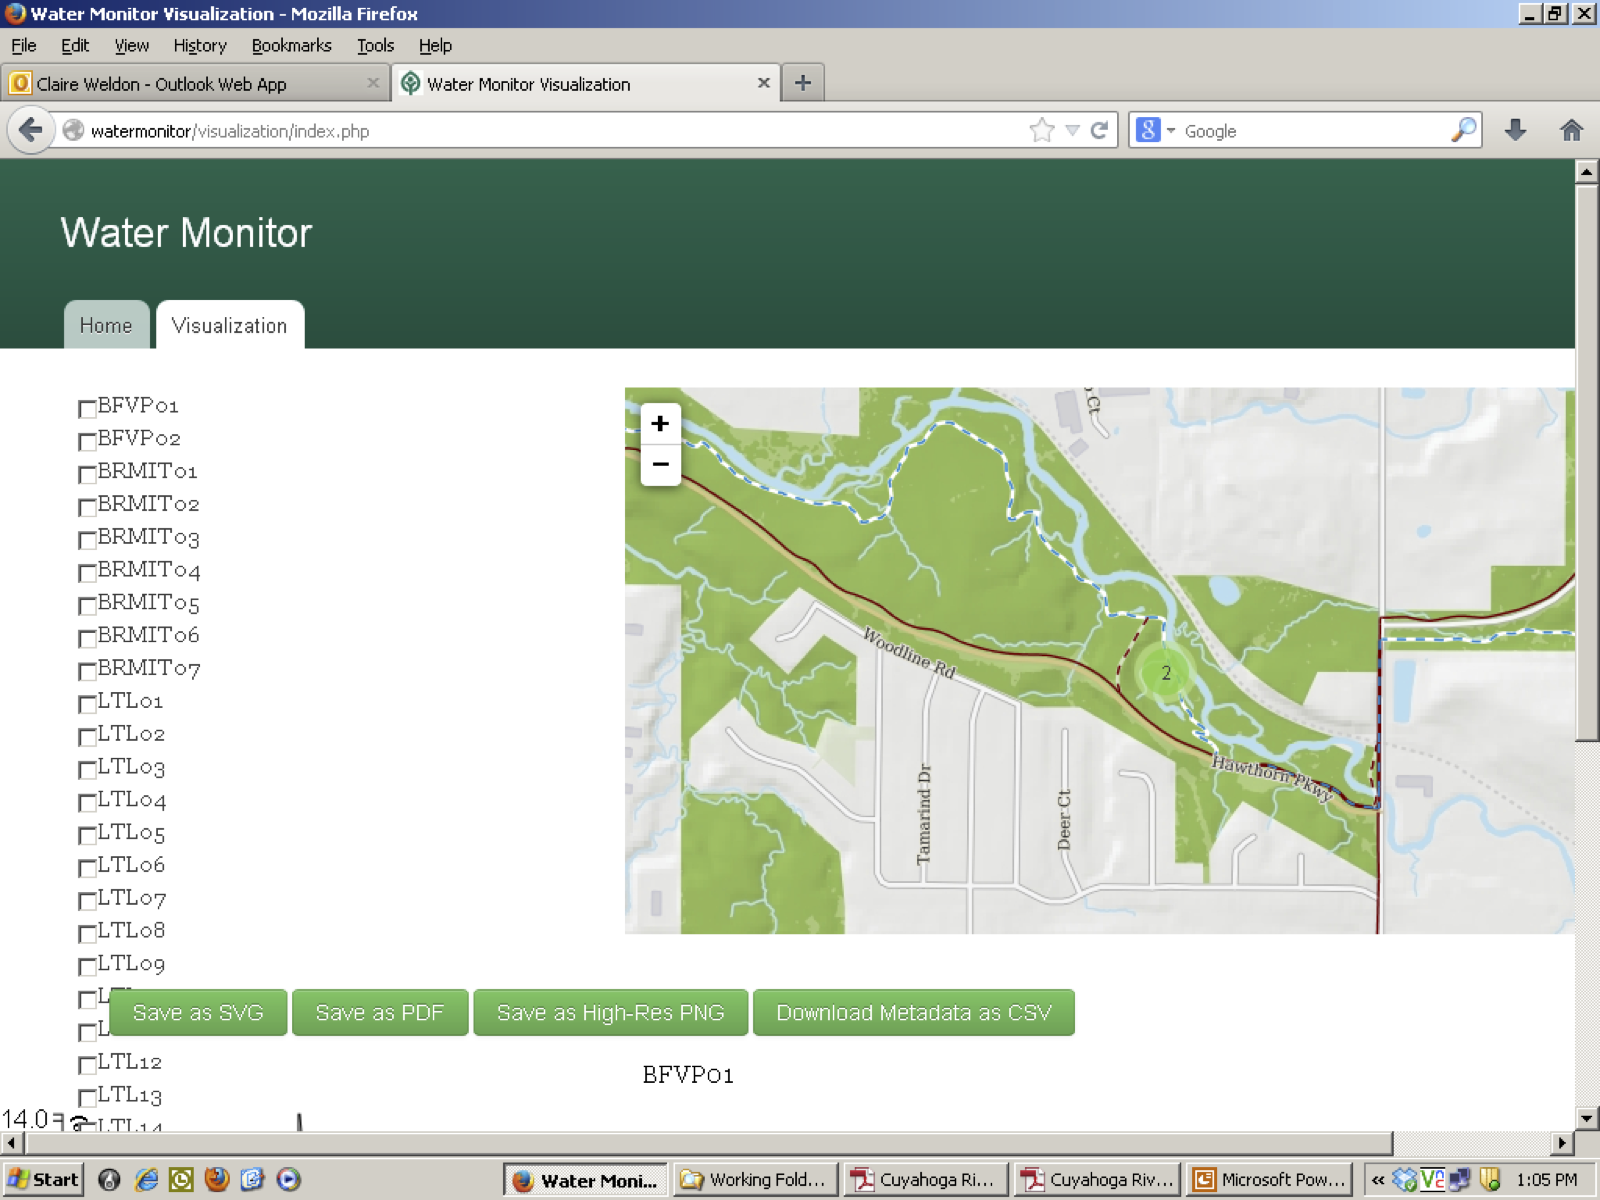 Water Monitor Visualization - Mozilla Firefox
File Edit View History Bookmarks Tools Help
Claire Weldon - Outlook Web App
Water Monitor Visualization
watermonitor/visualization/index.php
Google
Water Monitor
Home
Visualization
BFVP01
BFVP02
BRMIT01
BRMIT02
BRMIT03
BRMIT04
BRMIT05
BRMIT06
BRMIT07
LTL01
LTL02
LTL03
LTL04
LTL05
LTL06
LTL07
LTL08
LTL09
LTL12
LTL13
LTL14
+
−
Ct
Woodline Rd
2
Hawthorn Pkwy
Tamarind Dr
Deer Ct
Save as SVG
Save as PDF
Save as High-Res PNG
Download Metadata as CSV
BFVP01
14.0
Start
Water Moni...
Working Fold...
Cuyahoga Ri...
Cuyahoga Riv...
Microsoft Pow...
1:05 PM